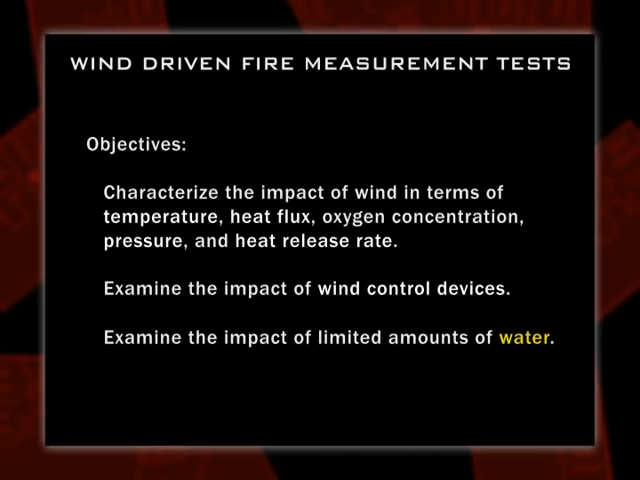 WIND DRIVEN FIRE MEASUREMENT TESTS
Objectives:
Characterize the impact of wind in terms of
temperature, heat flux, oxygen concentration,
pressure, and heat release rate.
Examine the impact of wind control devices.
Examine the impact of limited amounts of water.